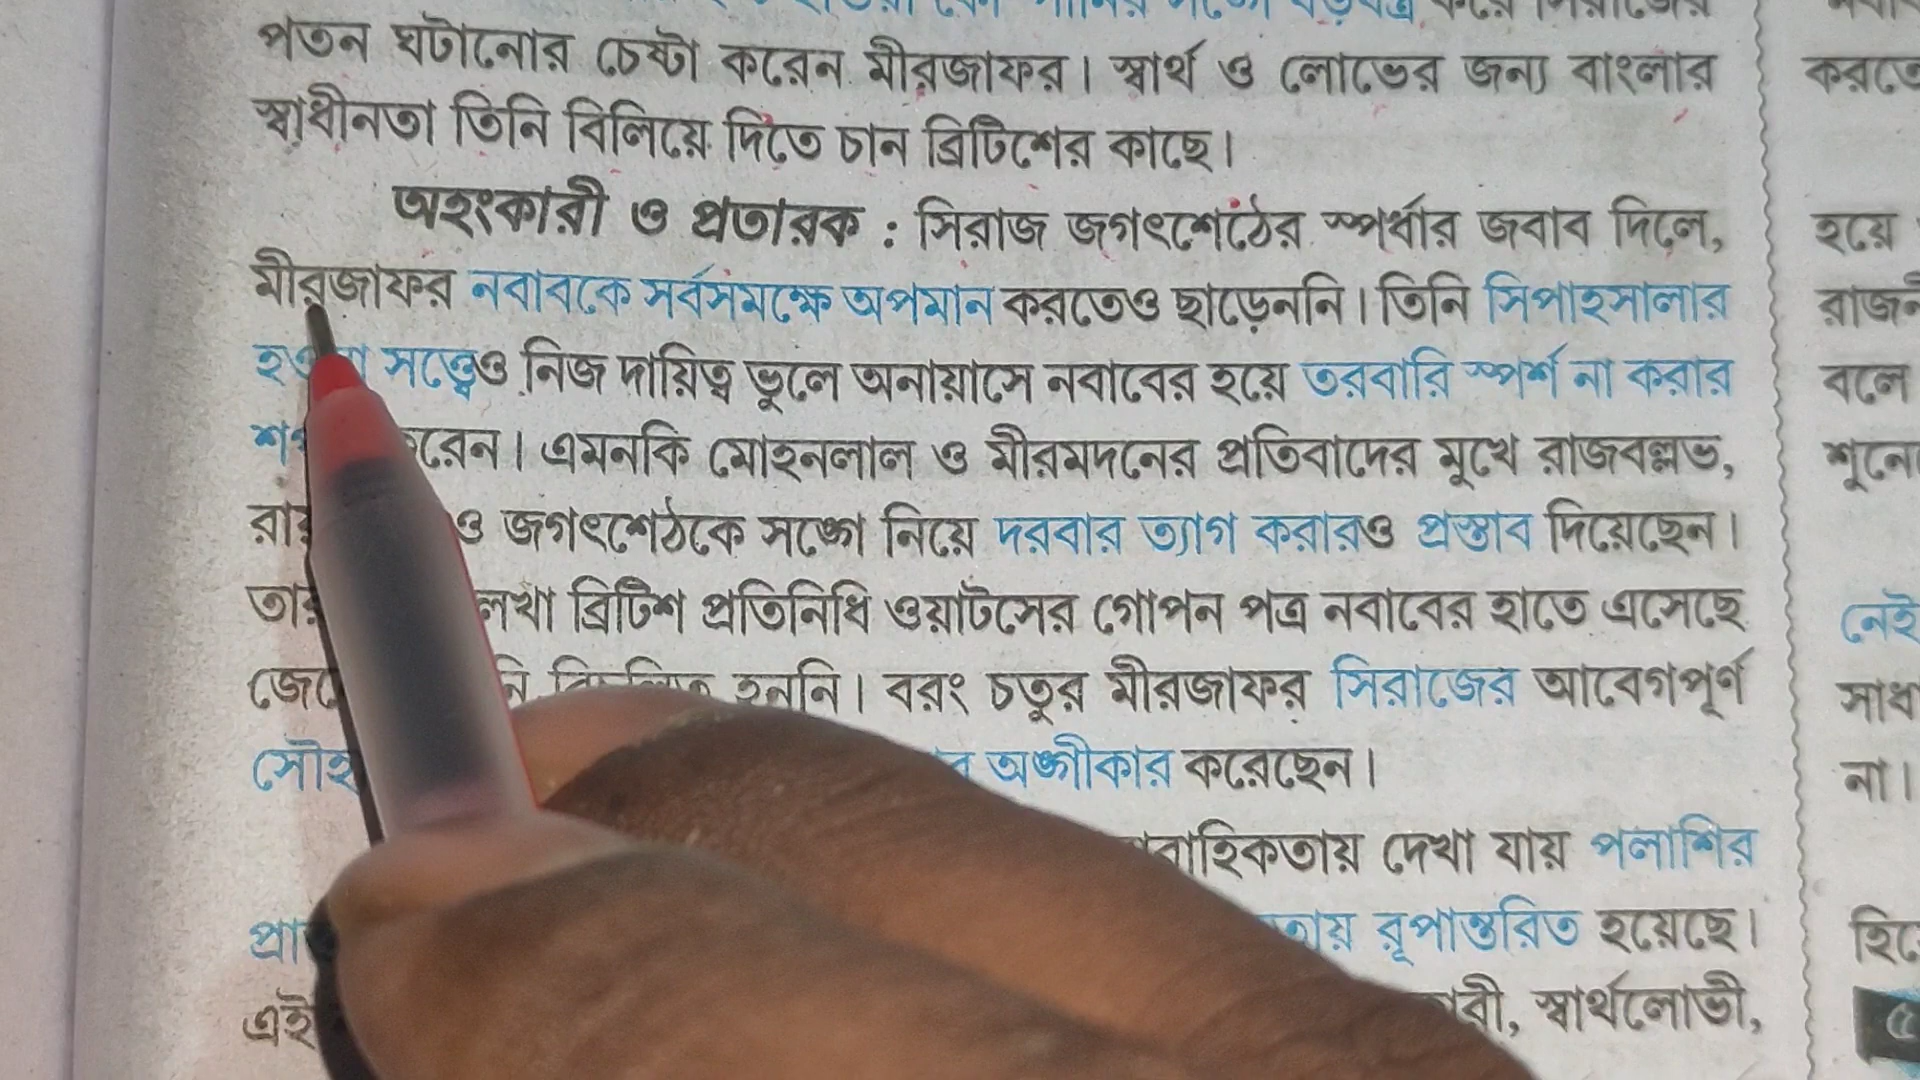 পতন ঘটানোর চেষ্টা করেন মীরজাফর। স্বার্থ ও লোভের জন্য বাংলার
স্বাধীনতা তিনি বিলিয়ে দিতে চান ব্রিটিশের কাছে।
অহংকারী ও প্রতারক : সিরাজ জগৎশেঠের স্পর্ধার জবাব দিলে,
মীরজাফর নবাবকে সর্বসমক্ষে অপমান করতেও ছাড়েননি। তিনি সিপাহসালার
সত্ত্বেও নিজ দায়িত্ব ভুলে অনায়াসে নবাবের হয়ে তরবারি স্পর্শ না করার
এমনকি মোহনলাল ও মীরমদনের প্রতিবাদের মুখে রাজবল্লভ,
ও জগৎশেঠকে সঙ্গে নিয়ে দরবার ত্যাগ করারও প্রস্তাব দিয়েছেন।
ব্রিটিশ প্রতিনিধি ওয়াটসের গোপন পত্র নবাবের হাতে এসেছে
হননি। বরং চতুর মীরজাফর সিরাজের আবেগপূর্ণ
অঙ্গীকার করেছেন।
দেখা যায় পলাশির
রূপান্তরিত হয়েছে।
এই স্বার্থলোভী,
করতে
হয়ে
বলে
নেই
না।